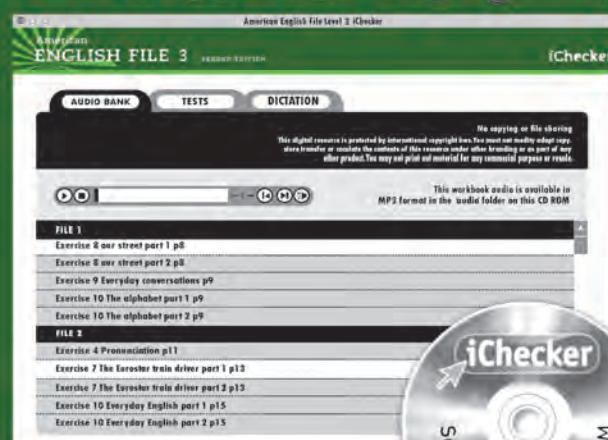 American English File Level iChecker
American
ENGLISH FILE 3 SECOND EDITION
iChecker
AUDIO BANK TESTS DICTATION
No copying or file sharing
This digital resource is protected by international copyright laws. You must not modify adapt copy,
store transfer or circulate the contents of this resource under other branding or as part of any
other product. You may not print out material for any commercial purpose or resale.
This workbook audio is available in
MP3 format in the audio folder on this CD ROM
FILE 1
Exercise 8 our street part 1 p8
Exercise 8 our street part 2 p8
Exercise 9 Everyday conversations p9
Exercise 10 The alphabet part 1 p9
Exercise 10 The alphabet part 2 p9
FILE 2
Exercise 4 Pronunciation p11
Exercise 7 The Eurostar train driver part 1 p13
Exercise 7 The Eurostar train driver part 2 p13
Exercise 10 Everyday English part 1 p15
Exercise 10 Everyday English part 2 p15
iChecker